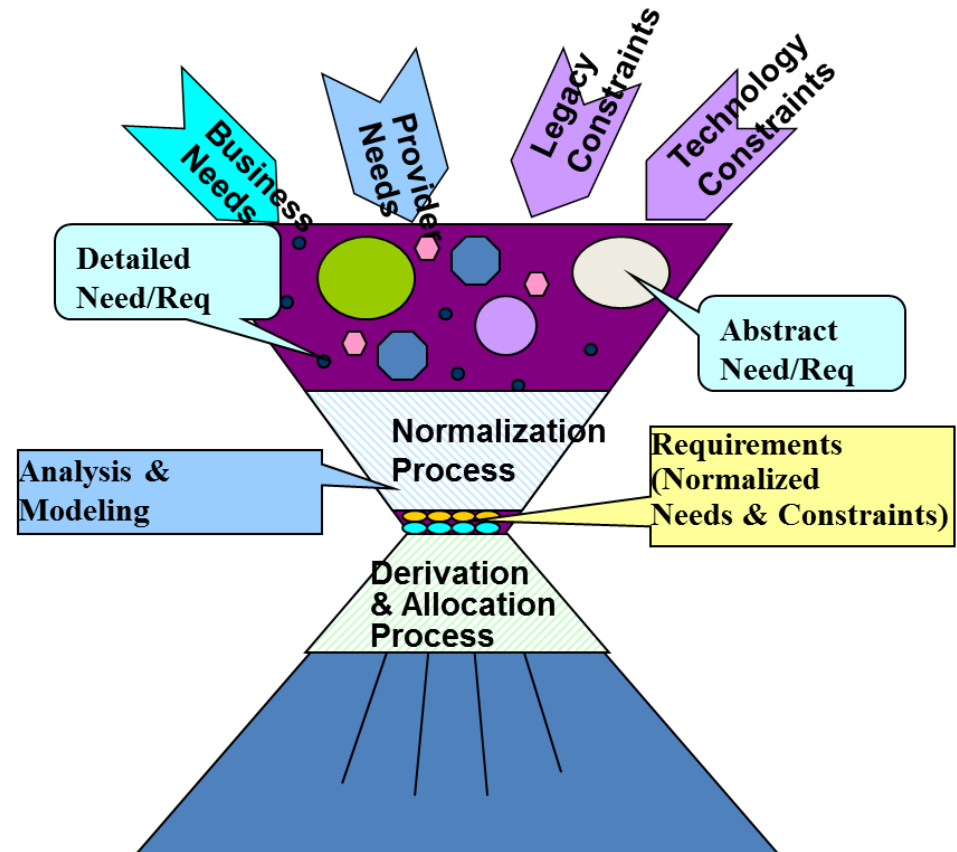 Business
Needs
Provider
Needs
Legacy
Constraints
Technology
Constraints
Detailed
Need/Req
Abstract
Need/Req
Normalization
Process
Analysis &
Modeling
Requirements
(Normalized
Needs & Constraints)
Derivation
& Allocation
Process